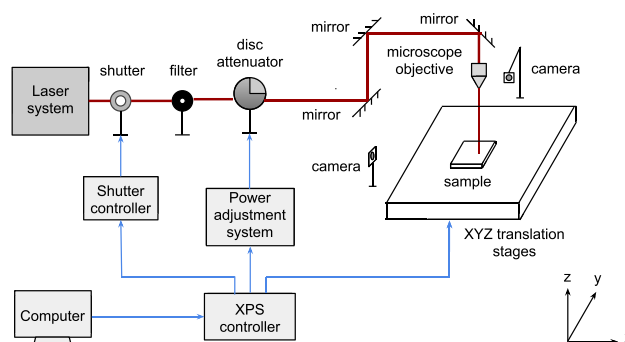 mirror
mirror
disc
attenuator
shutter
filter
microscope
objective
camera
Laser
system
mirror
camera
sample
Shutter
controller
Power
adjustment
system
XYZ translation
stages
z
y
XPS
controller
Computer